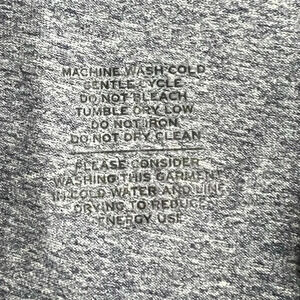 MACHINE WASH COLD
GENTLE CYCLE
DO NOT BLEACH
TUMBLE DRY LOW
DO NOT IRON
DO NOT DRY CLEAN
PLEASE CONSIDER
WASHING THIS GARMENT
IN COLD WATER AND LINE
DRYING TO REDUCE
ENERGY USE